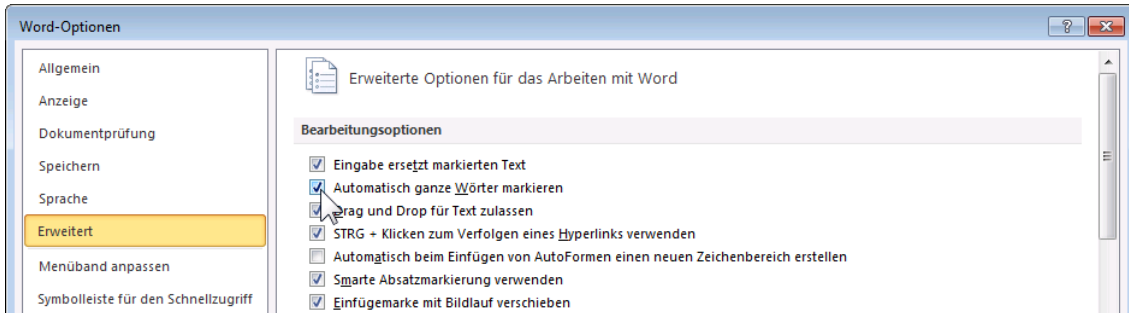 Word-Optionen
Allgemein
Anzeige
Dokumentprüfung
Speichern
Sprache
Erweitert
Menüband anpassen
Symbolleiste für den Schnellzugriff
Erweiterte Optionen für das Arbeiten mit Word
Bearbeitungsoptionen
Eingabe ersetzt markierten Text
Automatisch ganze Wörter markieren
Drag und Drop für Text zulassen
STRG + Klicken zum Verfolgen eines Hyperlinks verwenden
Automatisch beim Einfügen von AutoFormen einen neuen Zeichenbereich erstellen
Smarte Absatzmarkierung verwenden
Einfügemarke mit Bildlauf verschieben